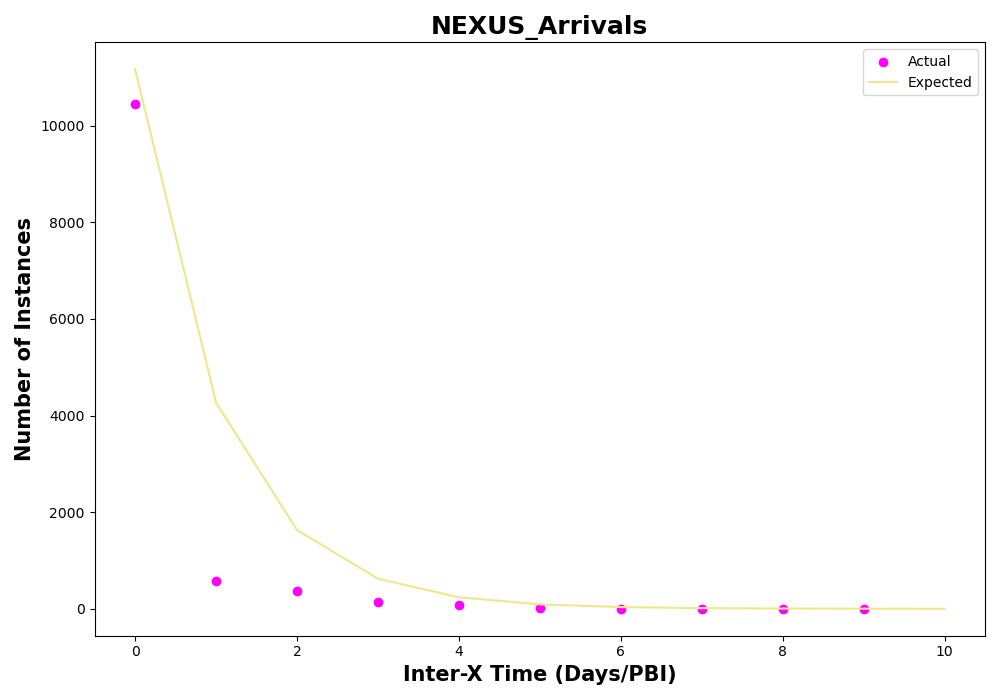 NEXUS_Arrivals
Actual
Expected
Number of Instances
10000
8000
6000
4000
2000
0
0 2 4 6 8 10
Inter-X Time (Days/PBI)